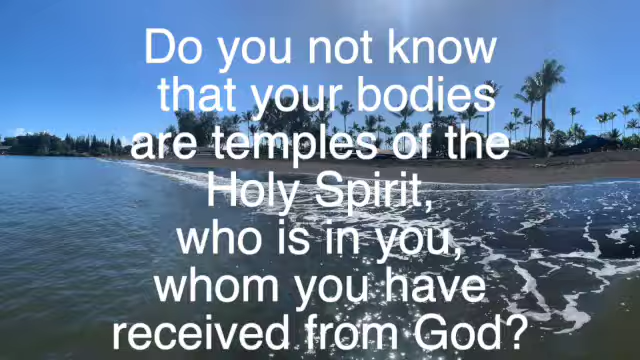 Do you not know
that your bodies
are temples of the
Holy Spirit,
who is in you,
whom you have
received from God?